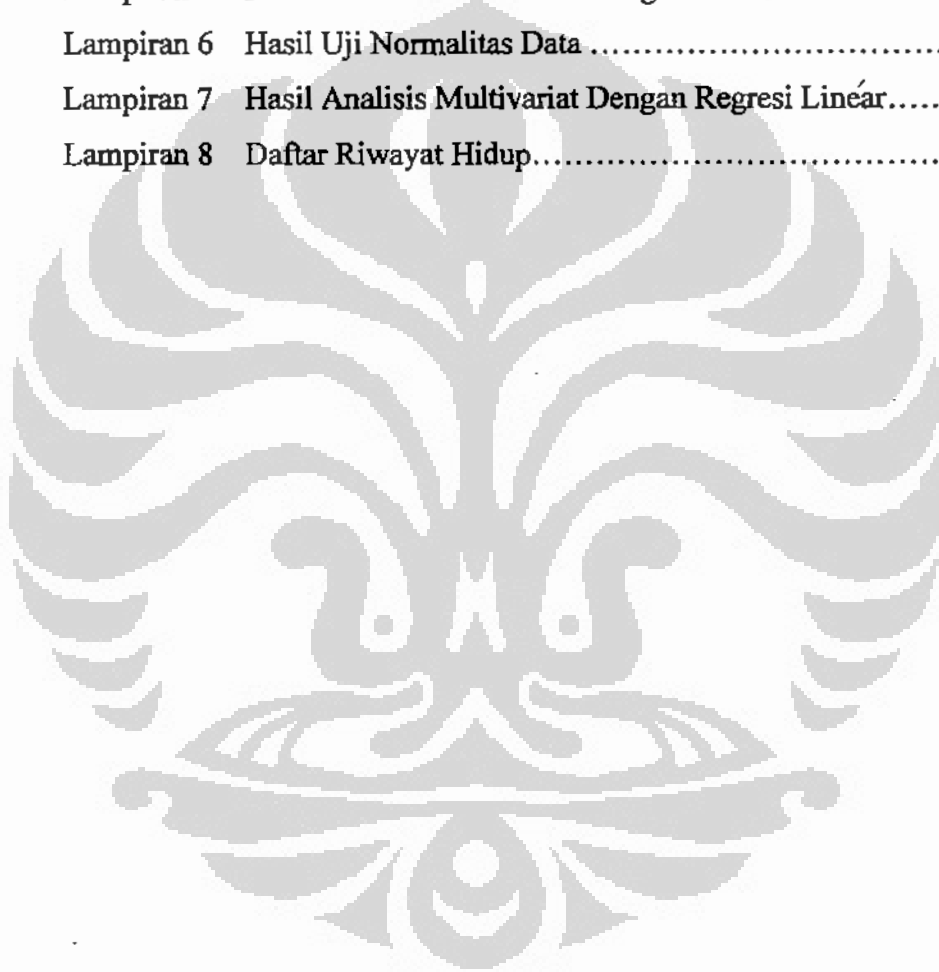 Lampiran 6 Hasil Uji Normalitas Data ................................
Lampiran 7 Hasil Analisis Multivariat Dengan Regresi Linear.....
Lampiran 8 Daftar Riwayat Hidup.....................................